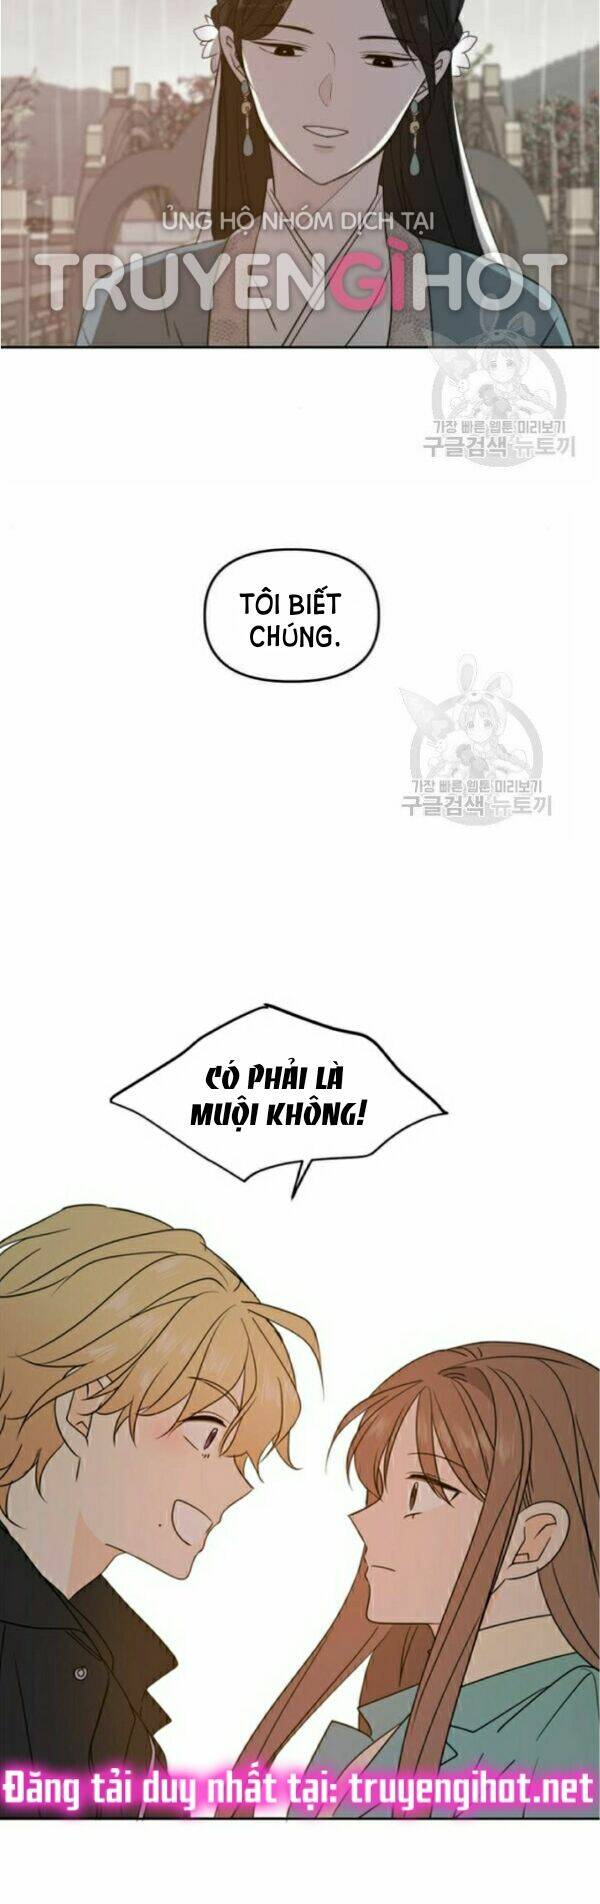 ỦNG HỘ NHÓM DỊCH TẠI
TRUYENGIHOT
가장 빠른 웹툰 미리보기
구글검색 뉴토끼
TÔI BIẾT
CHÚNG.
가장 빠른 웹툰 미리보기
구글검색 뉴토끼
CÓ PHẢI LÀ
MUỘI KHÔNG!
Đăng tải duy nhất tại: truyengihot.net